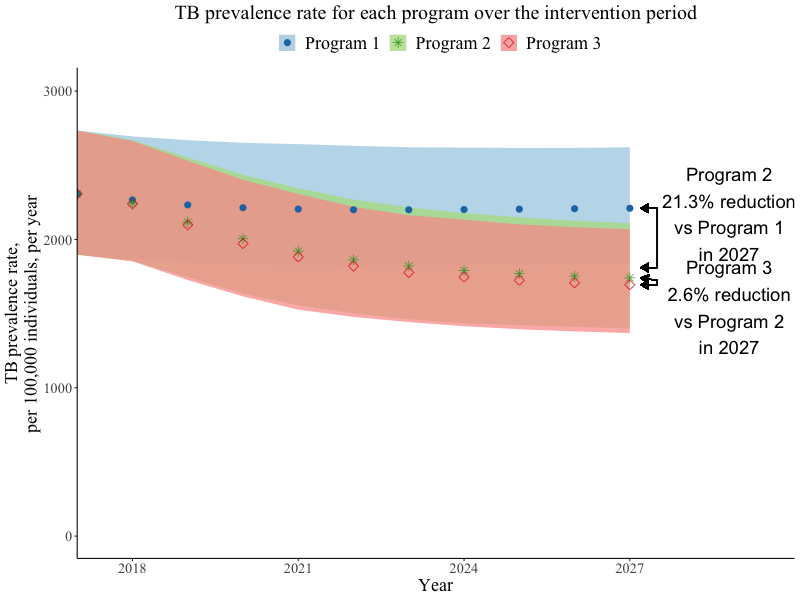 TB prevalence rate for each program over the intervention period
Program 1 Program 2 Program 3
TB prevalence rate,
per 100,000 individuals, per year
3000
2000
1000
0
Program 2
21.3% reduction
vs Program 1
in 2027
Program 3
2.6% reduction
vs Program 2
in 2027
2018 2021 2024 2027
Year